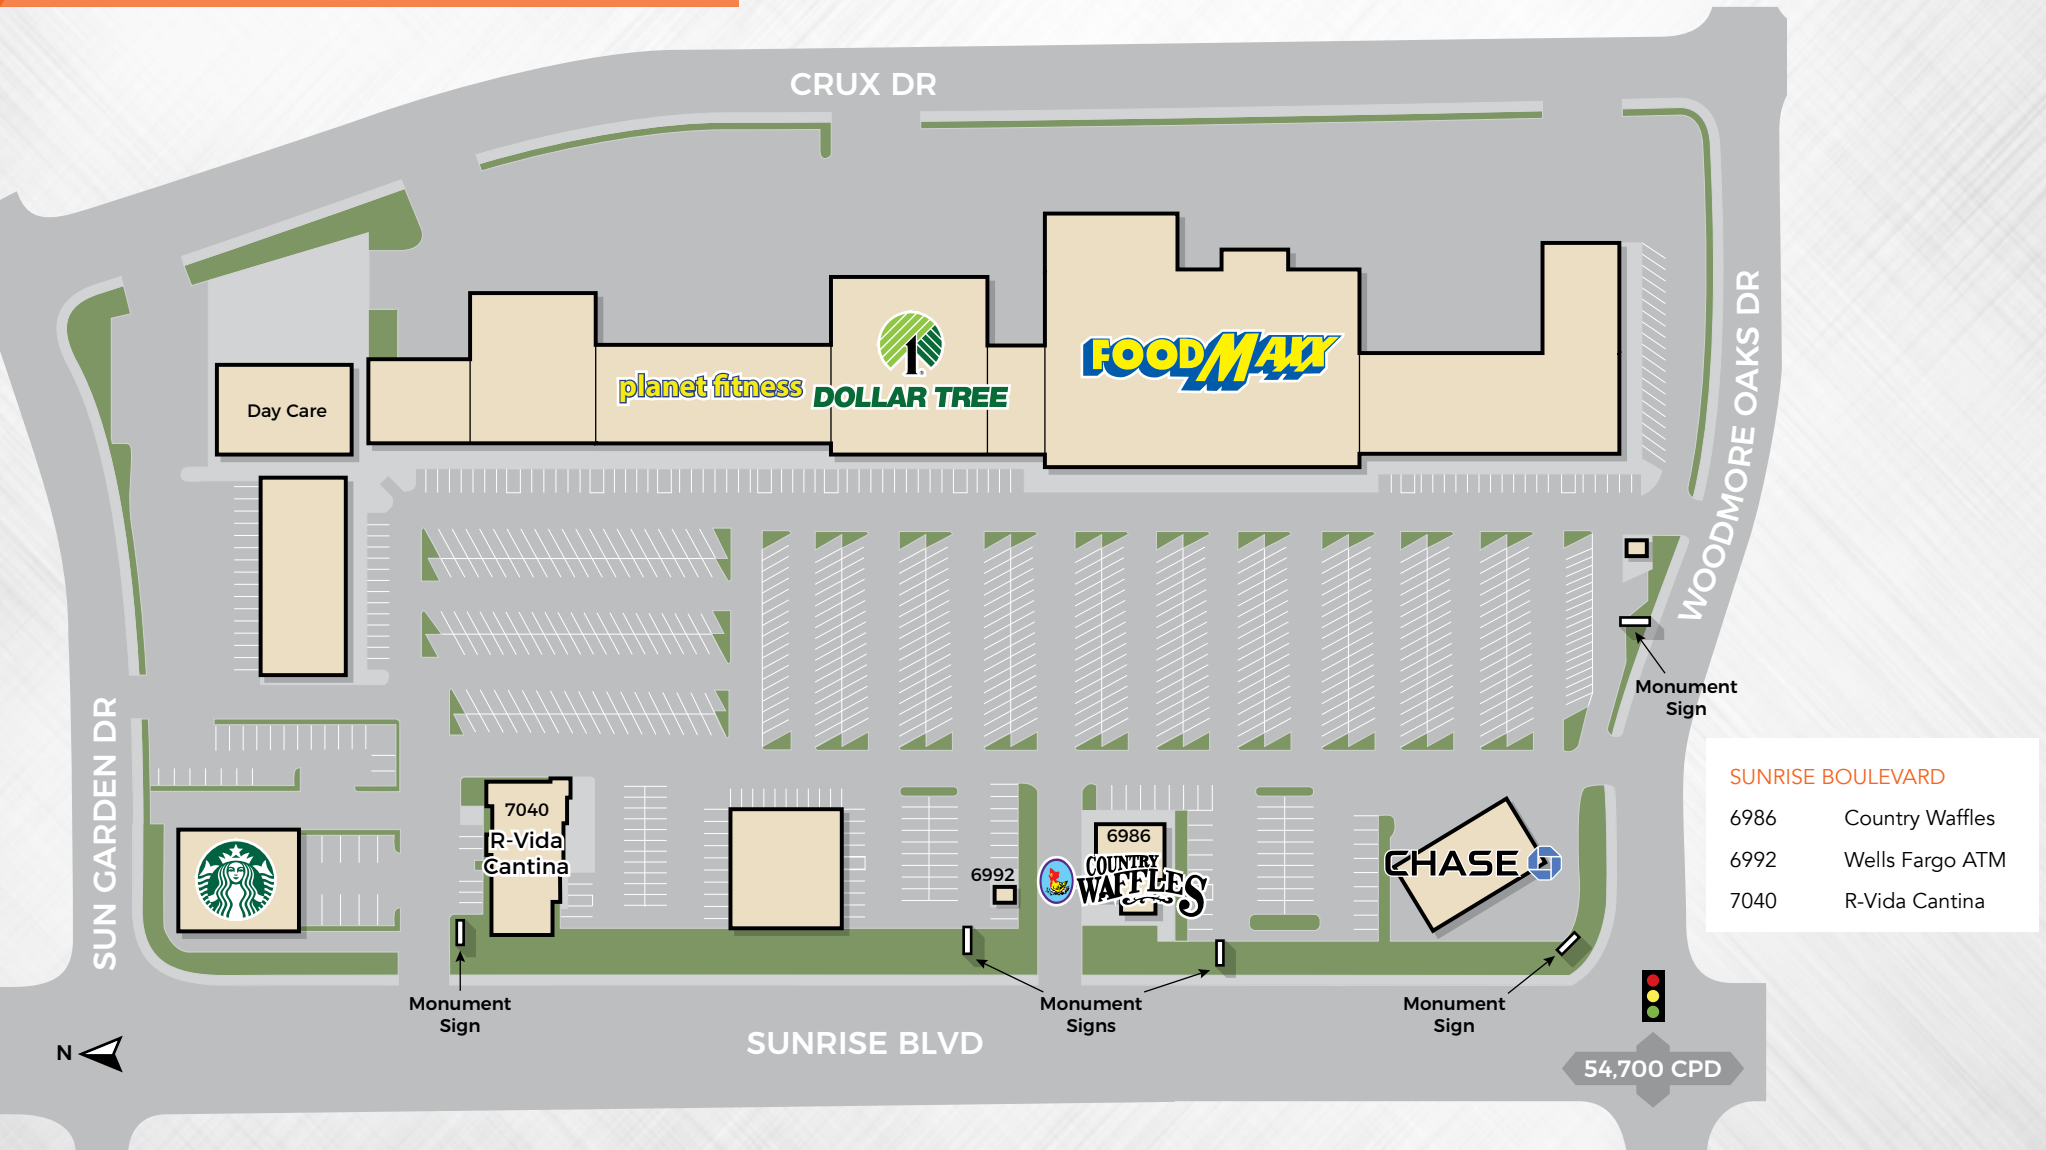 CRUX DR
WOODMORE OAKS DR
SUN GARDEN DR
SUNRISE BLVD
Day Care
planet fitness
1
DOLLAR TREE
FOODMAXX
Monument
Sign
7040
R-Vida
Cantina
6992
6986
COUNTRY
WAFFLES
CHASE
Monument
Sign
Monument
Signs
Monument
Sign
N
54,700 CPD
SUNRISE BOULEVARD
6986 Country Waffles
6992 Wells Fargo ATM
7040 R-Vida Cantina